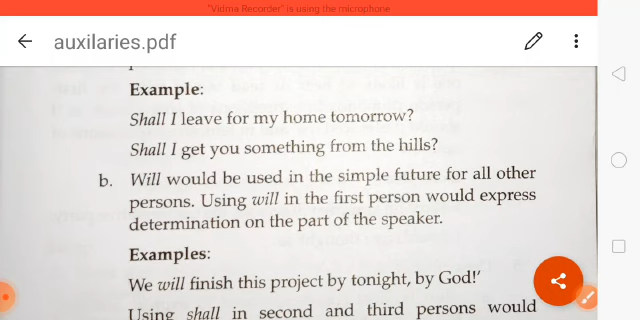 "Vidma Recorder" is using the microphone
auxilaries.pdf
Example:
Shall I leave for my home tomorrow?
Shall I get you something from the hills?
b. Will would be used in the simple future for all other
persons. Using will in the first person would express
determination on the part of the speaker.
Examples:
We will finish this project by tonight, by God!'
Using shall in second and third persons would